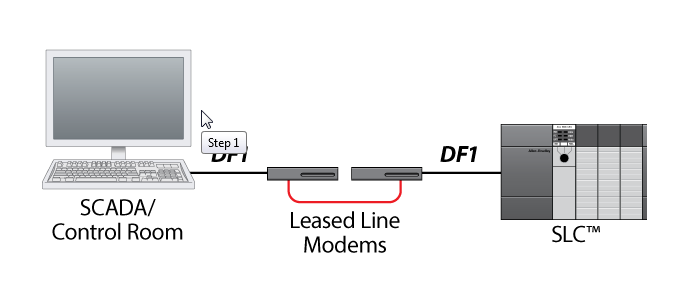 Step 1
DF1
DF1
SCADA/
Control Room
Leased Line
Modems
SLC™